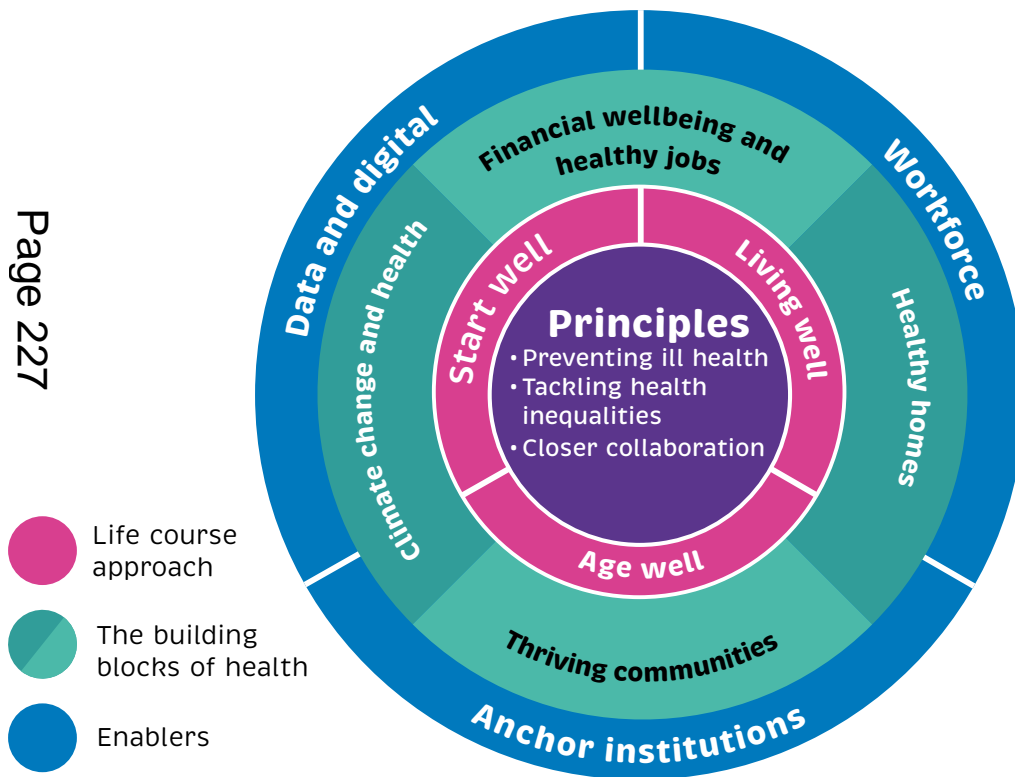 Page 227
Data and digital
Workforce
Anchor institutions
Financial wellbeing and
healthy jobs
Climate change and health
Healthy homes
Thriving communities
Start well
Living well
Age well
Principles
• Preventing ill health
• Tackling health
inequalities
• Closer collaboration
Life course
approach
The building
blocks of health
Enablers